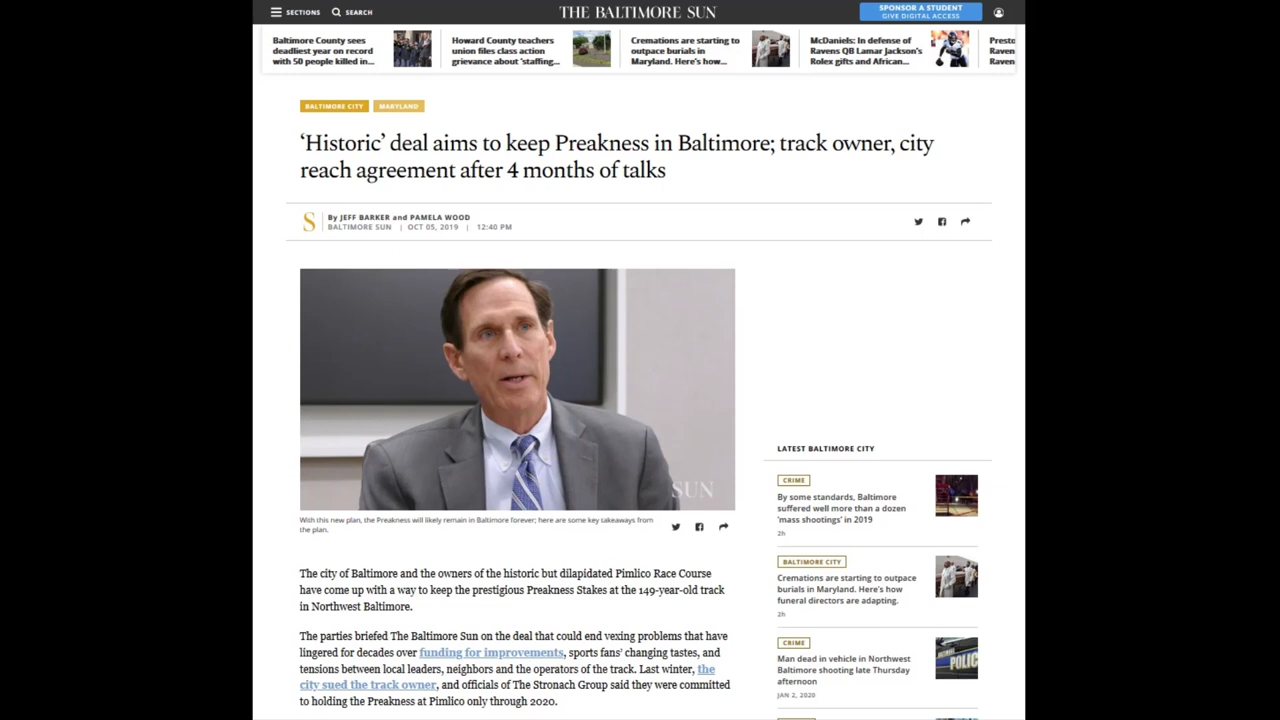 SECTIONS
SEARCH
THE BALTIMORE SUN
SPONSOR A STUDENT
GIVE DIGITAL ACCESS
Baltimore County sees
deadliest year on record
with 50 people killed in...
Howard County teachers
union files class action
grievance about 'staffing...
Cremations are starting to
outpace burials in
Maryland. Here's how...
McDaniels: In defense of
Ravens QB Lamar Jackson's
Rolex gifts and African...
Presto
Raven
Raven
BALTIMORE CITY
MARYLAND
‘Historic’ deal aims to keep Preakness in Baltimore; track owner, city
reach agreement after 4 months of talks
S
By JEFF BARKER and PAMELA WOOD
BALTIMORE SUN | OCT 05, 2019 | 12:40 PM
SUN
With this new plan, the Preakness will likely remain in Baltimore forever; here are some key takeaways from
the plan.
The city of Baltimore and the owners of the historic but dilapidated Pimlico Race Course
have come up with a way to keep the prestigious Preakness Stakes at the 149-year-old track
in Northwest Baltimore.
The parties briefed The Baltimore Sun on the deal that could end vexing problems that have
lingered for decades over funding for improvements, sports fans’ changing tastes, and
tensions between local leaders, neighbors and the operators of the track. Last winter, the
city sued the track owner, and officials of The Stronach Group said they were committed
to holding the Preakness at Pimlico only through 2020.
LATEST BALTIMORE CITY
CRIME
By some standards, Baltimore
suffered well more than a dozen
‘mass shootings’ in 2019
2h
BALTIMORE CITY
Cremations are starting to outpace
burials in Maryland. Here's how
funeral directors are adapting.
2h
CRIME
Man dead in vehicle in Northwest
Baltimore shooting late Thursday
afternoon
JAN 2, 2020
POLIC